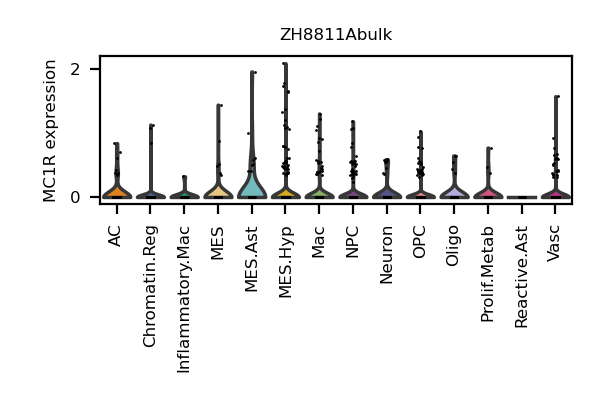 ZH8811Abulk
MC1R expression
2
0
AC
Chromatin.Reg
Inflammatory.Mac
MES
MES.Ast
MES.Hyp
Mac
NPC
Neuron
OPC
Oligo
Prolif.Metab
Reactive.Ast
Vasc